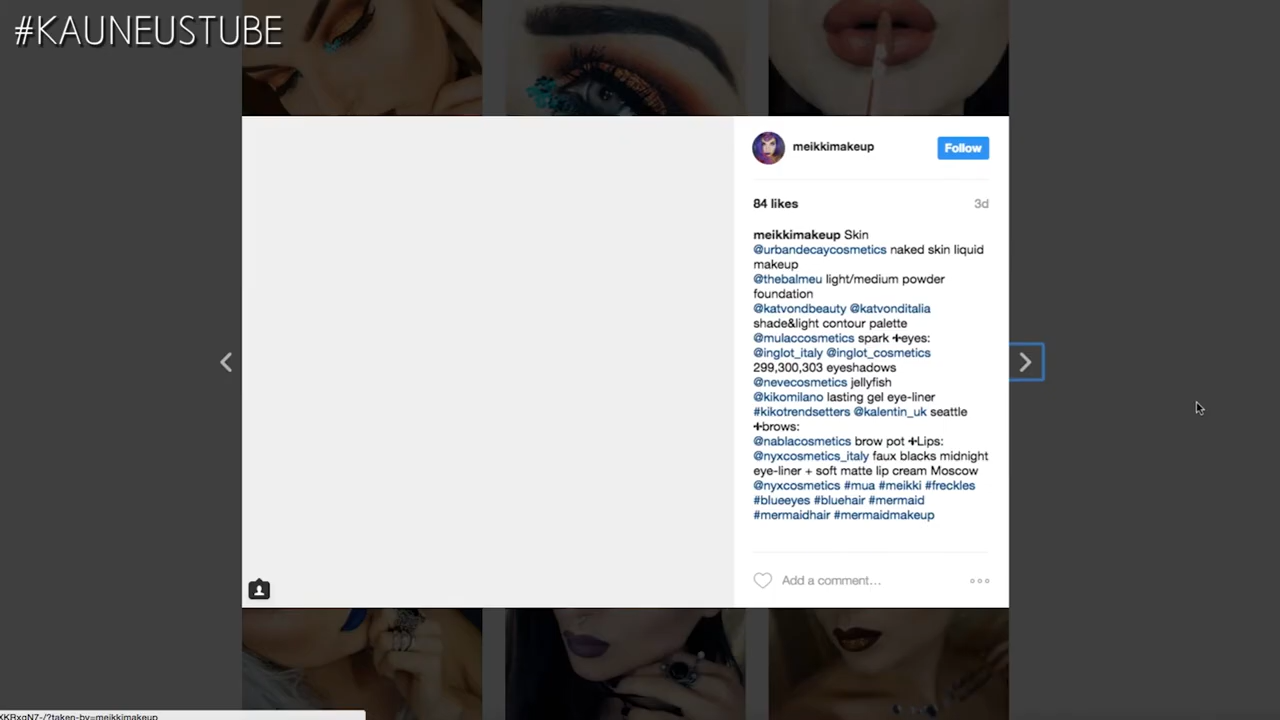 #KAUNEUSTUBE
meikkimakeup
Follow
84 likes
3d
meikkimakeup Skin
@urbandecaycosmetics naked skin liquid
makeup
@thebalmeu light/medium powder
foundation
@katvondbeauty @katvonditalia
shade&light contour palette
@mulaccosmetics spark ✚eyes:
@inglot_italy @inglot_cosmetics
299,300,303 eyeshadows
@nevecosmetics jellyfish
@kikomilano lasting gel eye-liner
#kikotrendsetters @kalentin_uk seattle
✚brows:
@nablacosmetics brow pot ✚Lips:
@nyxcosmetics_italy faux blacks midnight
eye-liner + soft matte lip cream Moscow
@nyxcosmetics #mua #meikki #freckles
#blueeyes #bluehair #mermaid
#mermaidhair #mermaidmakeup
Add a comment...
?taken-by=meikkimakeup